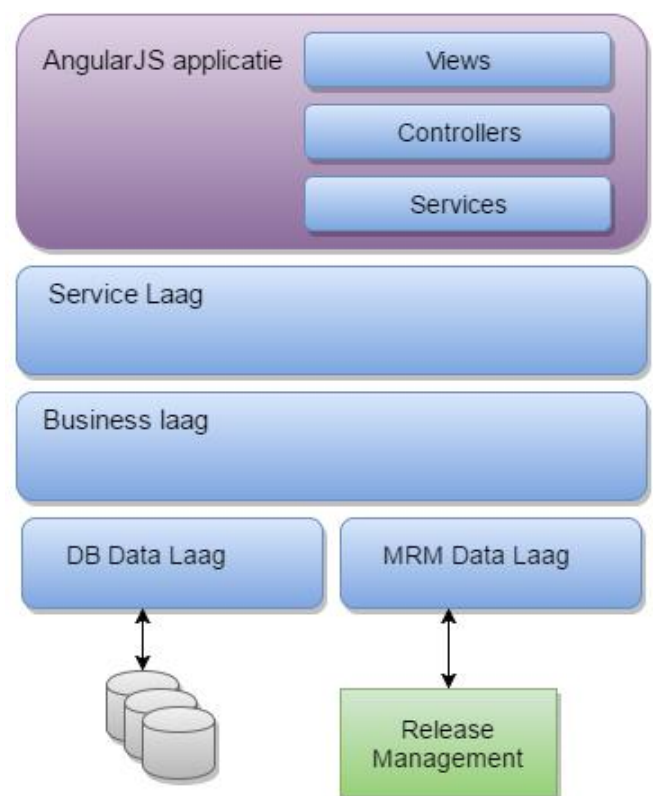 AngularJS applicatie
Views
Controllers
Services
Service Laag
Business laag
DB Data Laag
MRM Data Laag
Release
Management